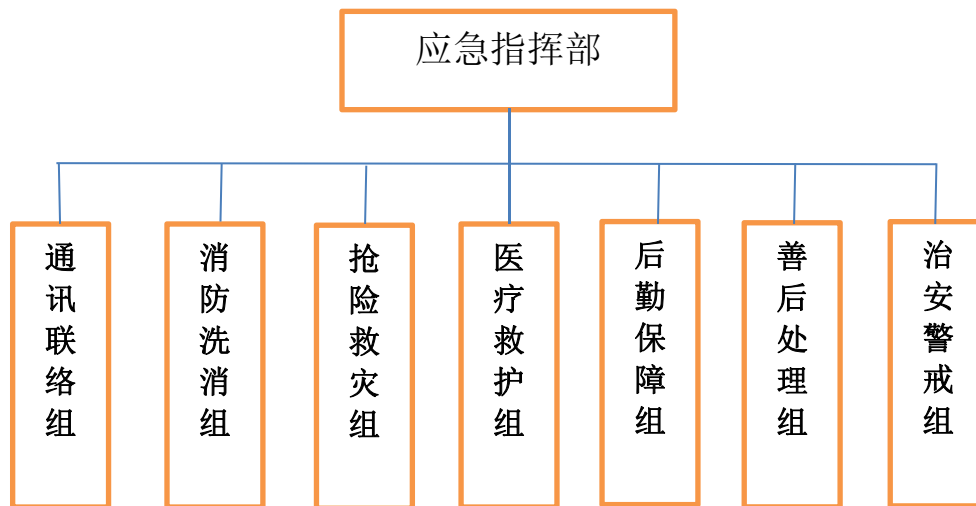 应急指挥部
通讯联络组
消防洗消组
抢险救灾组
医疗救护组
后勤保障组
善后处理组
治安警戒组